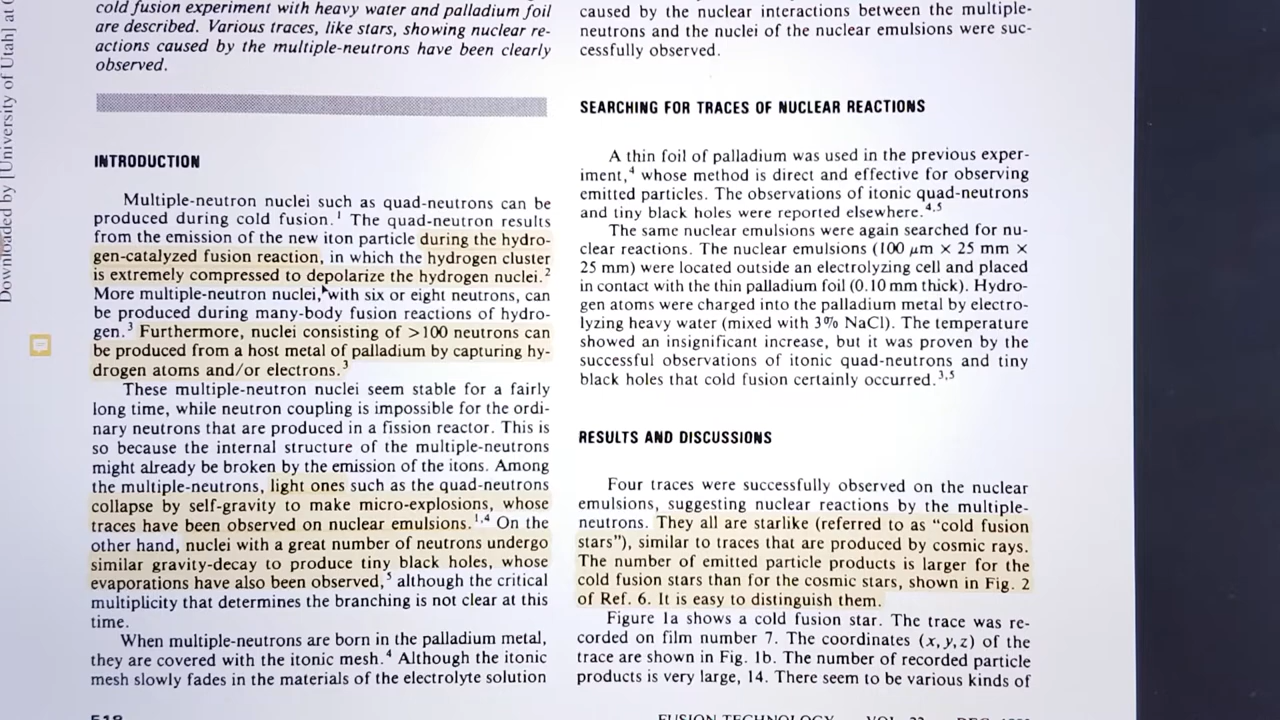 cold fusion experiment with heavy water and palladium foil
are described. Various traces, like stars, showing nuclear re-
actions caused by the multiple-neutrons have been clearly
observed.
INTRODUCTION
Multiple-neutron nuclei such as quad-neutrons can be
produced during cold fusion.¹ The quad-neutron results
from the emission of the new iton particle during the hydro-
gen-catalyzed fusion reaction, in which the hydrogen cluster
is extremely compressed to depolarize the hydrogen nuclei.²
More multiple-neutron nuclei, with six or eight neutrons, can
be produced during many-body fusion reactions of hydro-
gen.³ Furthermore, nuclei consisting of >100 neutrons can
be produced from a host metal of palladium by capturing hy-
drogen atoms and/or electrons.³
These multiple-neutron nuclei seem stable for a fairly
long time, while neutron coupling is impossible for the ordi-
nary neutrons that are produced in a fission reactor. This is
so because the internal structure of the multiple-neutrons
might already be broken by the emission of the itons. Among
the multiple-neutrons, light ones such as the quad-neutrons
collapse by self-gravity to make micro-explosions, whose
traces have been observed on nuclear emulsions.¹,⁴ On the
other hand, nuclei with a great number of neutrons undergo
similar gravity-decay to produce tiny black holes, whose
evaporations have also been observed,⁵ although the critical
multiplicity that determines the branching is not clear at this
time.
When multiple-neutrons are born in the palladium metal,
they are covered with the itonic mesh.⁴ Although the itonic
mesh slowly fades in the materials of the electrolyte solution
caused by the nuclear interactions between the multiple-
neutrons and the nuclei of the nuclear emulsions were suc-
cessfully observed.
SEARCHING FOR TRACES OF NUCLEAR REACTIONS
A thin foil of palladium was used in the previous exper-
iment,⁴ whose method is direct and effective for observing
emitted particles. The observations of itonic quad-neutrons
and tiny black holes were reported elsewhere.⁴,⁵
The same nuclear emulsions were again searched for nu-
clear reactions. The nuclear emulsions (100 μm × 25 mm ×
25 mm) were located outside an electrolyzing cell and placed
in contact with the thin palladium foil (0.10 mm thick). Hydro-
gen atoms were charged into the palladium metal by electro-
lyzing heavy water (mixed with 3% NaCl). The temperature
showed an insignificant increase, but it was proven by the
successful observations of itonic quad-neutrons and tiny
black holes that cold fusion certainly occurred.³,⁵
RESULTS AND DISCUSSIONS
Four traces were successfully observed on the nuclear
emulsions, suggesting nuclear reactions by the multiple-
neutrons. They all are starlike (referred to as “cold fusion
stars”), similar to traces that are produced by cosmic rays.
The number of emitted particle products is larger for the
cold fusion stars than for the cosmic stars, shown in Fig. 2
of Ref. 6. It is easy to distinguish them.
Figure 1a shows a cold fusion star. The trace was re-
corded on film number 7. The coordinates (x,y,z) of the
trace are shown in Fig. 1b. The number of recorded particle
products is very large, 14. There seem to be various kinds of
FUSION TECHNOLOGY VOL. 22 DEC.
Downloaded by [University of Utah] at